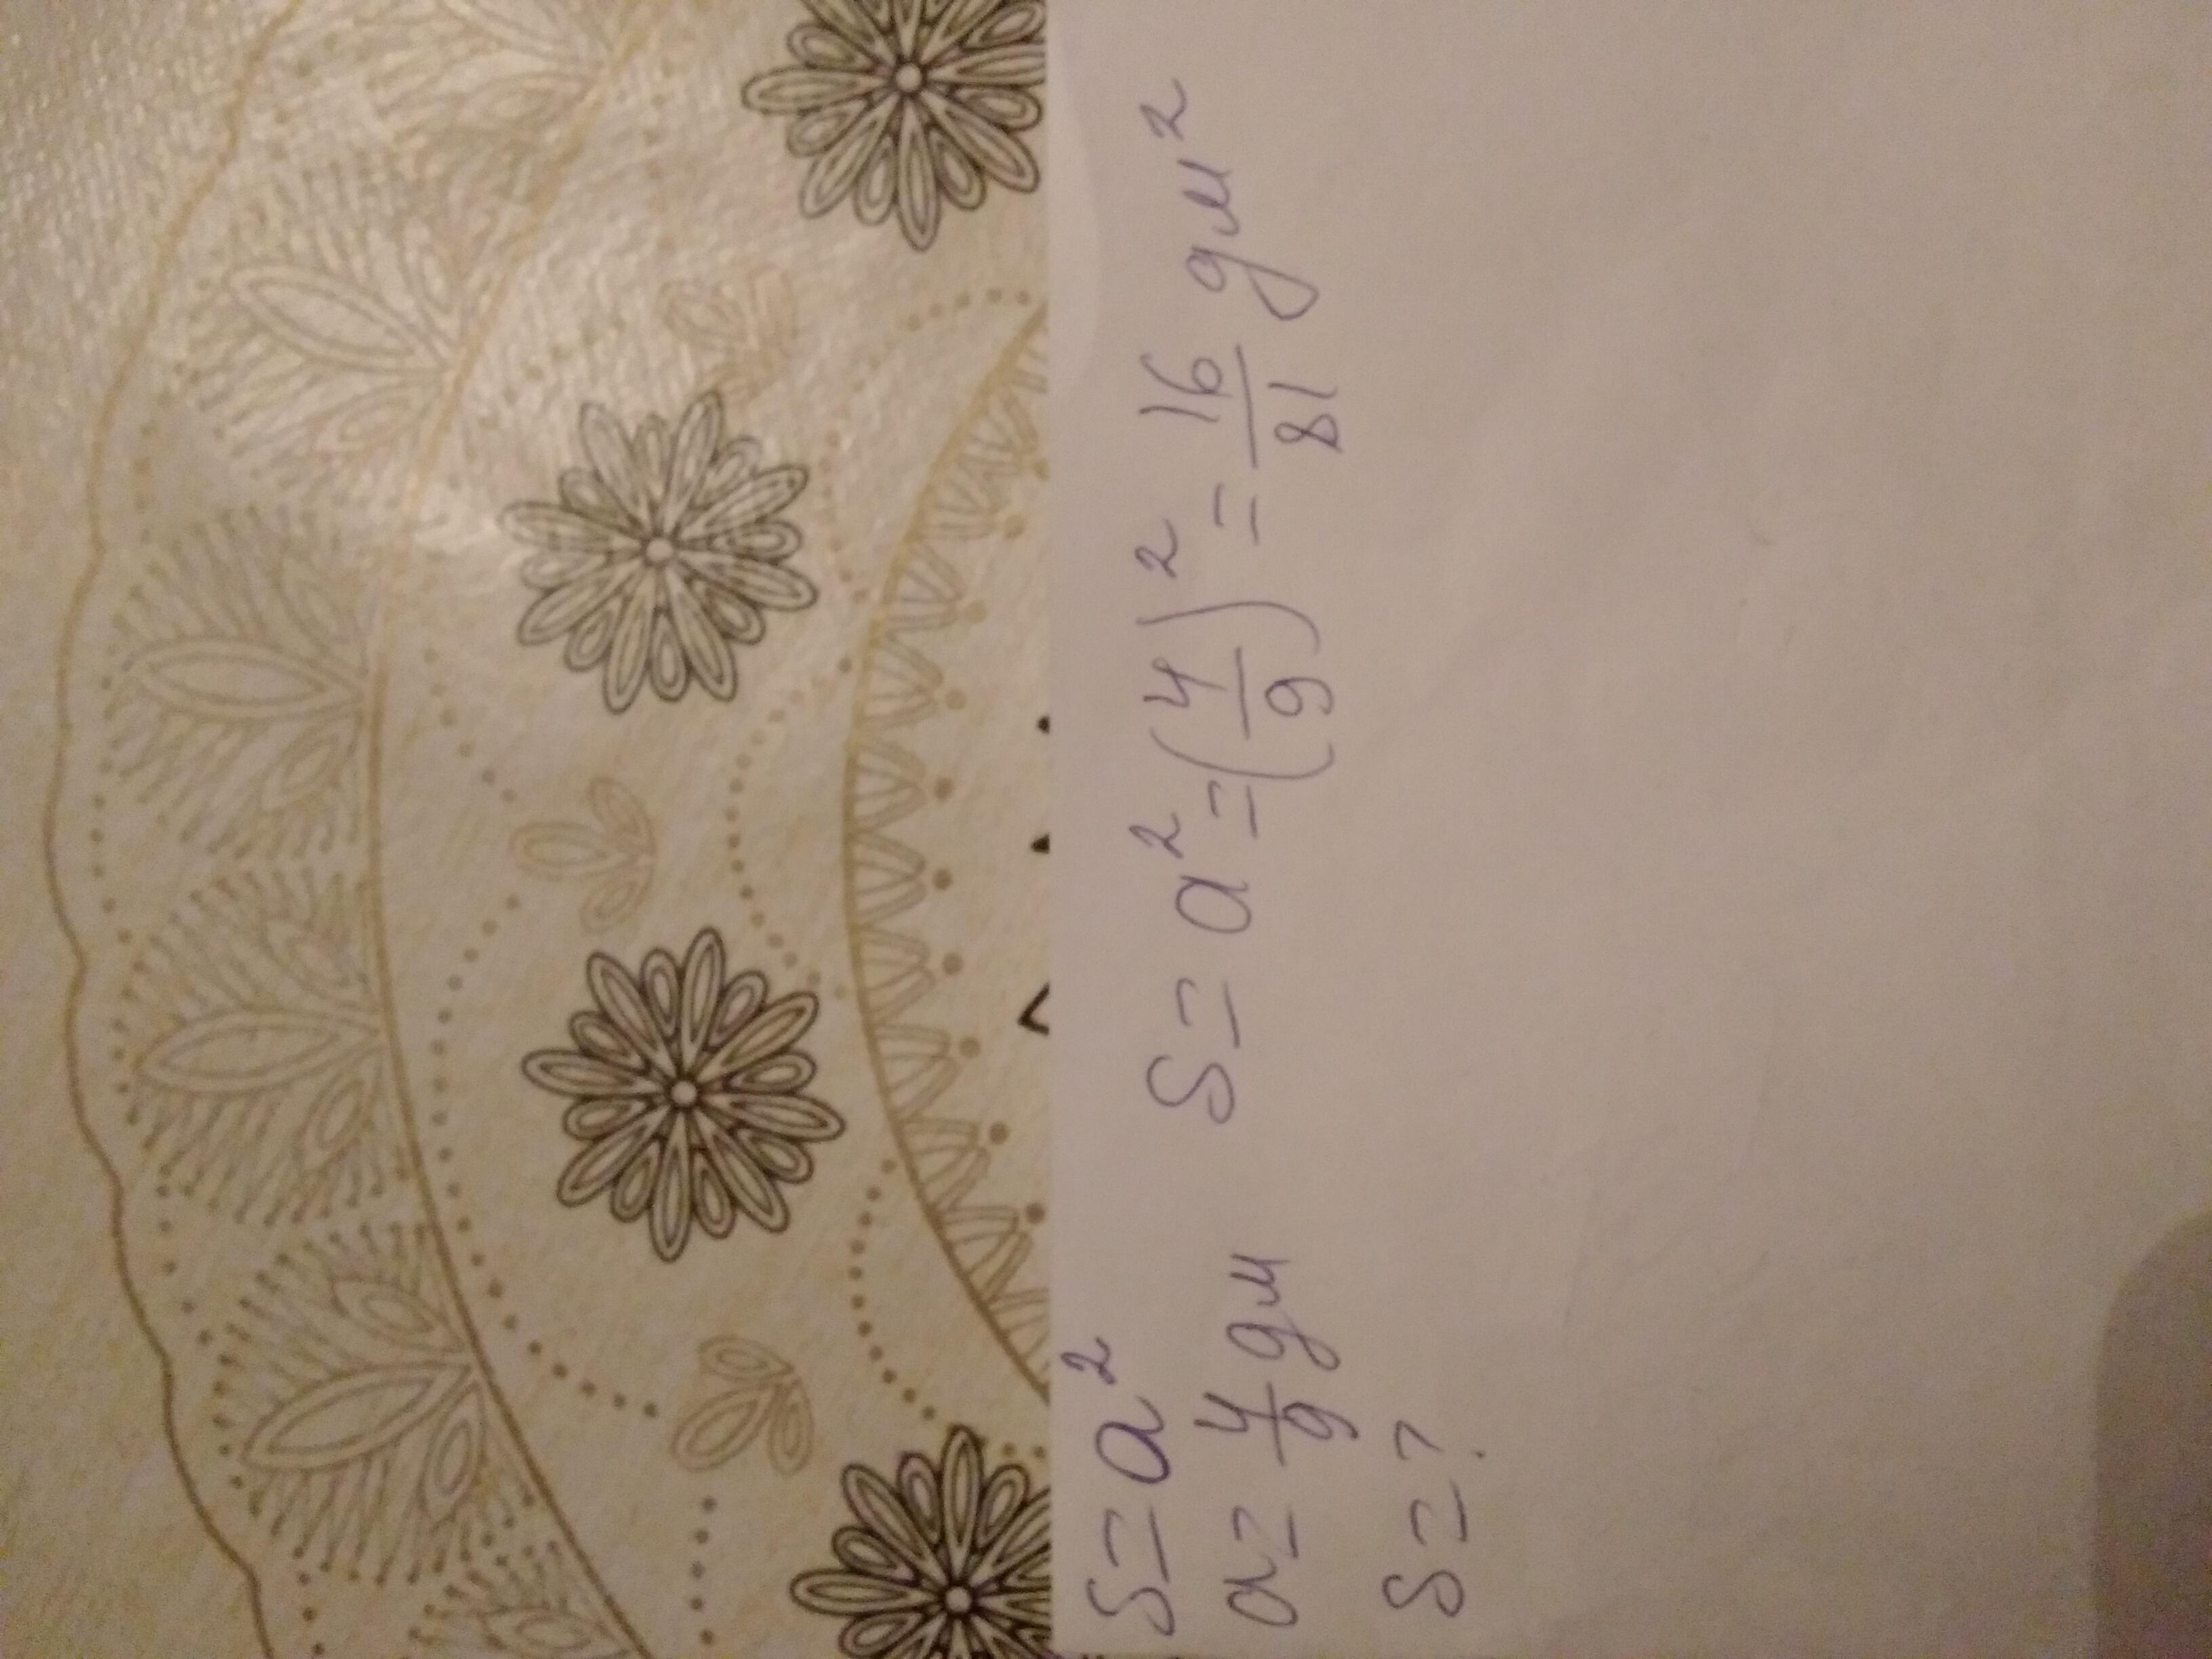 S = a²
a = 4/9 дм   S = a² = (4/9)² = 16/81 дм²
S = ?